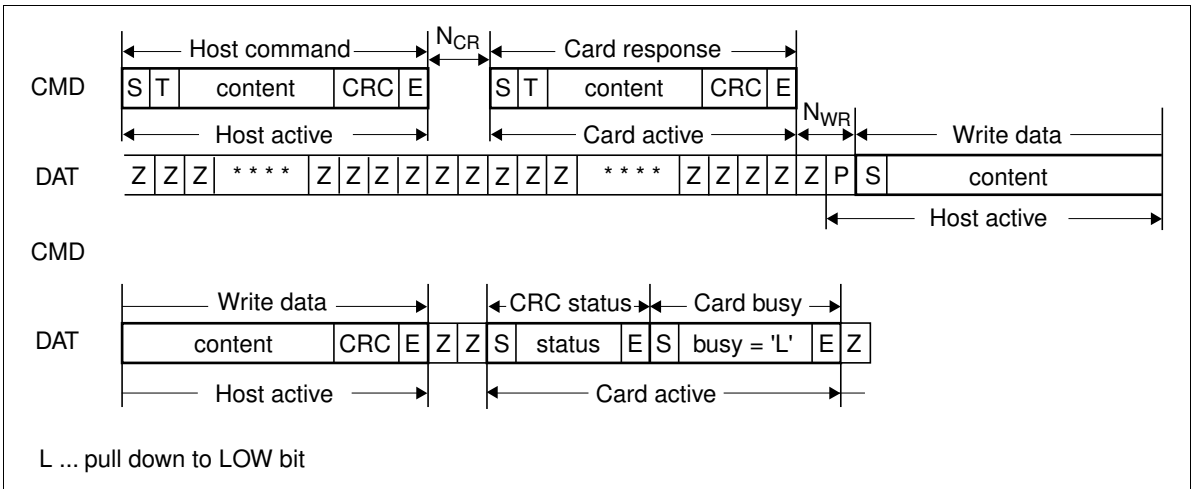 Host command N_CR Card response
CMD S T content CRC E S T content CRC E
Host active Card active N_WR Write data
DAT Z Z Z * * * * Z Z Z Z Z Z Z Z Z * * * * Z Z Z Z Z P S content
Host active
CMD
Write data CRC status Card busy
DAT content CRC E Z Z S status E S busy = 'L' E Z
Host active Card active
L ... pull down to LOW bit